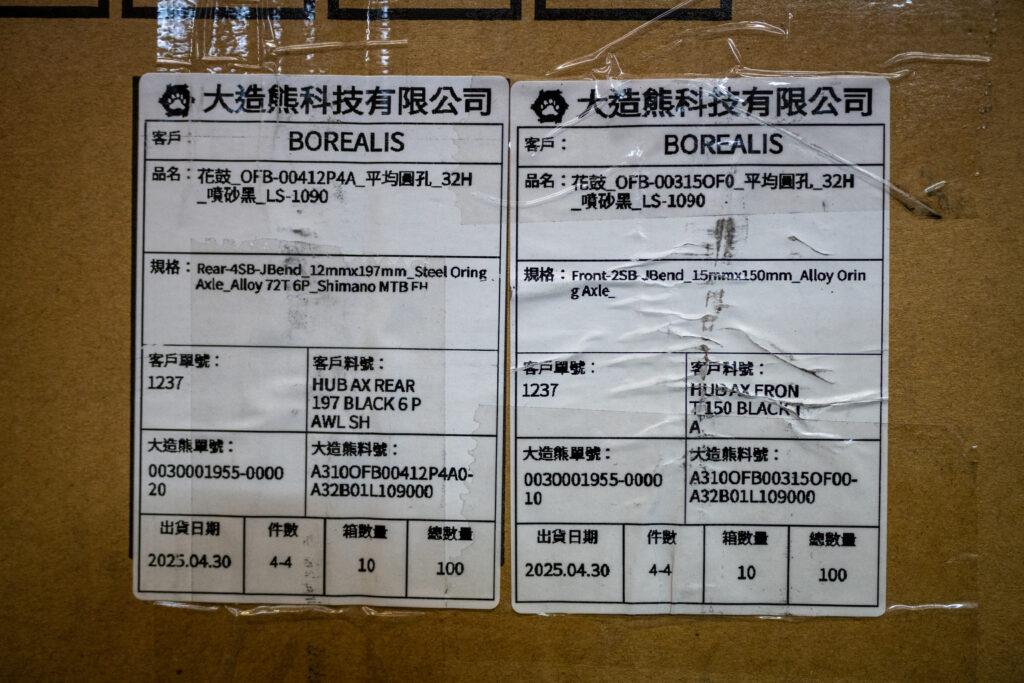 大造熊科技有限公司
客戶： BOREALIS
品名：花鼓_OFB-00412P4A_平均圓孔_32H
_噴砂黑_LS-1090
規格：Rear-4SB-JBend_12mmx197mm_Steel Oring
Axle_Alloy 72T 6P_Shimano MTB FH
客戶單號： 客戶料號：
1237 HUB AX REAR
197 BLACK 6 P
AWL SH
大造熊單號： 大造熊料號：
0030001955-0000 A310OFB00412P4A0-
20 A32B01L109000
出貨日期 件數 箱數量 總數量
2025.04.30 4-4 10 100
大造熊科技有限公司
客戶： BOREALIS
品名：花鼓_OFB-00315OF0_平均圓孔_32H
_噴砂黑_LS-1090
規格：Front-2SB-JBend_15mmx150mm_Alloy Orin
g Axle_
客戶單號： 客戶料號：
1237 HUB AX FRON
T 150 BLACK T
A
大造熊單號： 大造熊料號：
0030001955-0000 A310OFB00315OF00-
10 A32B01L109000
出貨日期 件數 箱數量 總數量
2025.04.30 4-4 10 100